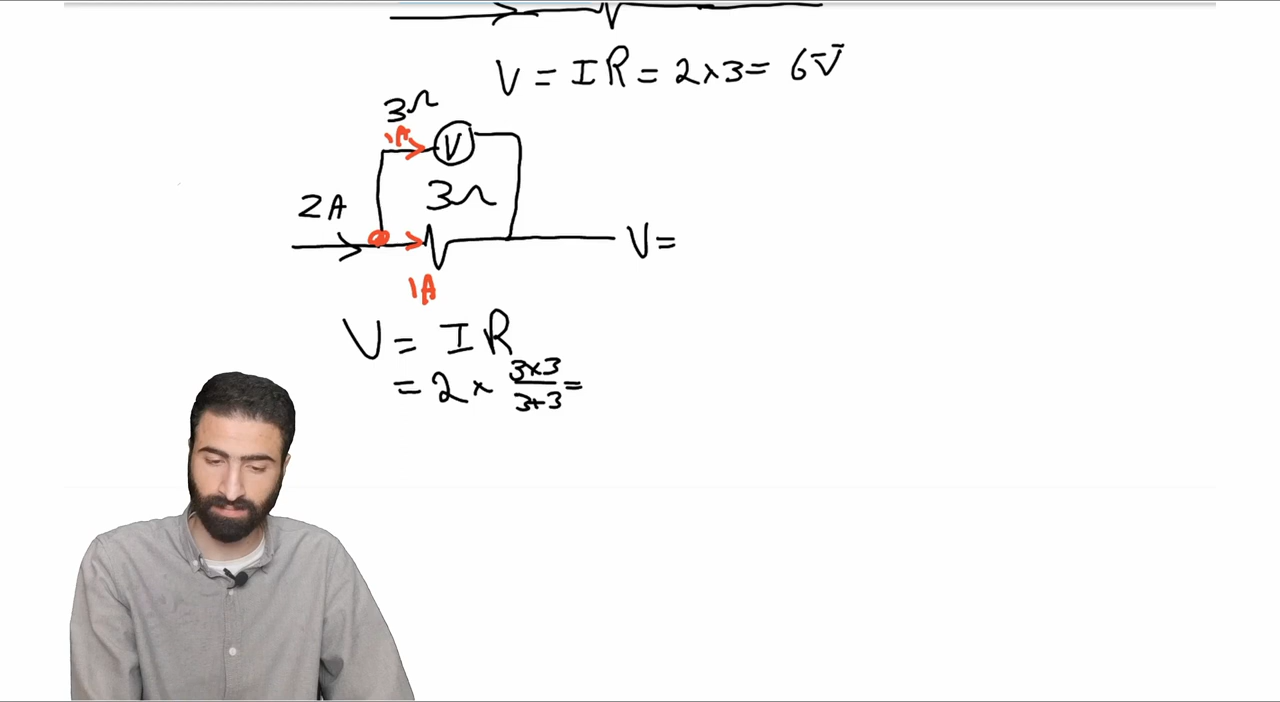 V = IR = 2×3 = 6V
3Ω
1A
V
3Ω
2A
V=
1A
V = IR
= 2 × (3×3)/(3+3) =